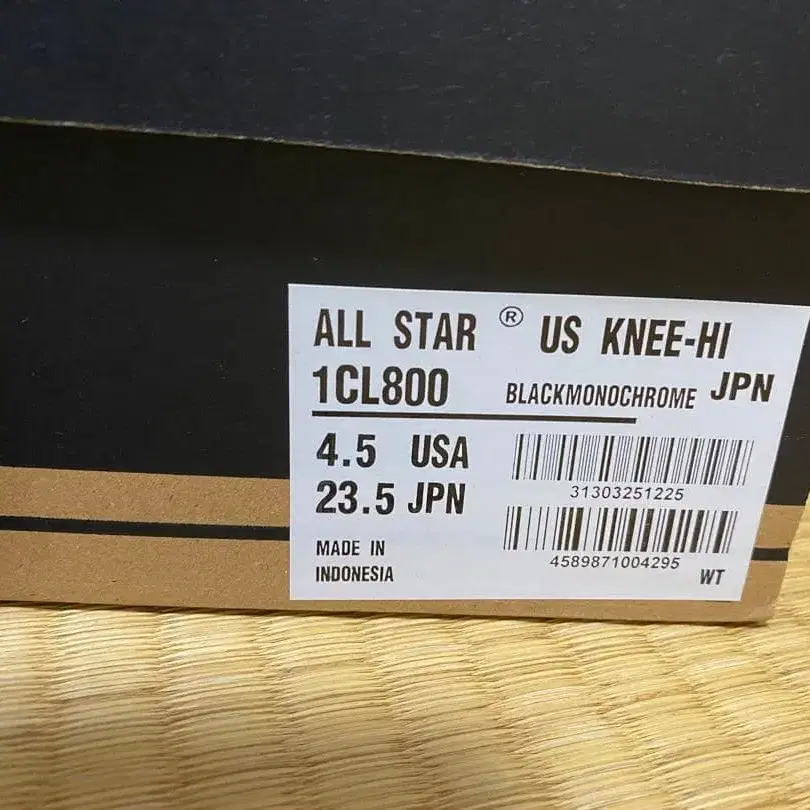 ALL STAR ® US KNEE-HI
1CL800 BLACKMONOCHROME JPN
4.5 USA
23.5 JPN
31303251225
MADE IN
INDONESIA
4589871004295
WT